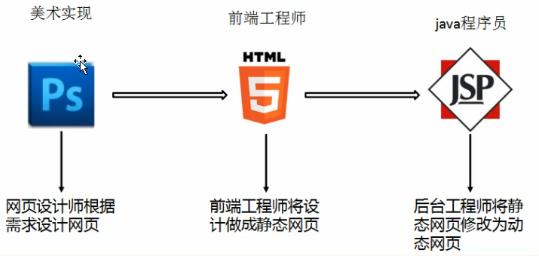 美术实现
前端工程师
java程序员
Ps
HTML
5
JSP
网页设计师根据
需求设计网页
前端工程师将设
计做成静态网页
后台工程师将静
态网页修改为动
态网页